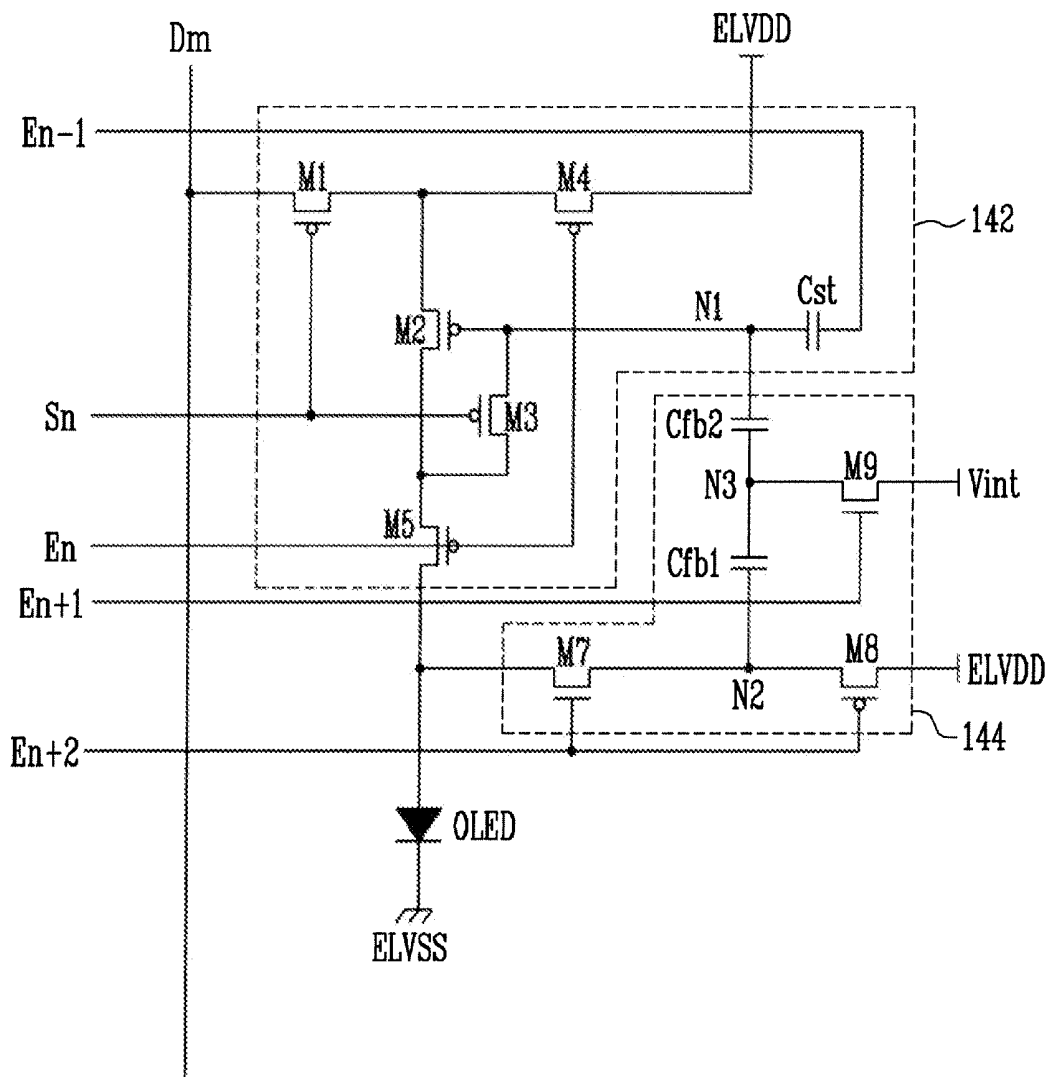 Dm
ELVDD
En-1
M1
M4
142
Cst
N1
M2
Sn
M3
Cfb2
M9
N3
Vint
M5
En
Cfb1
En+1
M7
M8
ELVDD
N2
En+2
144
OLED
ELVSS